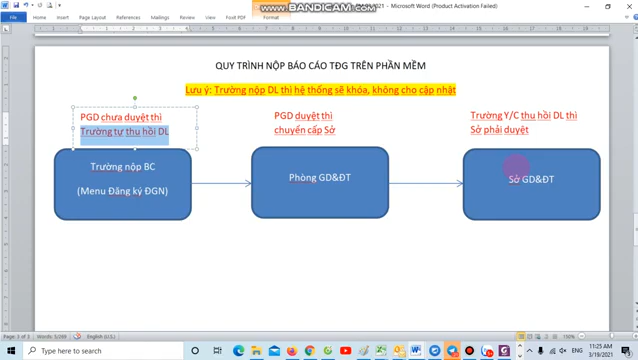 www.BANDICAM.com
Microsoft Word (Product Activation Failed)
File
Home
Insert
Page Layout
References
Mailings
Review
View
Foxit PDF
Format
QUY TRÌNH NỘP BÁO CÁO TĐG TRÊN PHẦN MỀM
Lưu ý: Trường nộp DL thì hệ thống sẽ khóa, không cho cập nhật
PGD chưa duyệt thì
Trường tự thu hồi DL
PGD duyệt thì
chuyển cấp Sở
Trường Y/C thu hồi DL thì
Sở phải duyệt
Trường nộp BC
(Menu Đăng ký ĐGN)
Phòng GD&ĐT
Sở GD&ĐT
Page: 3 of 3
Words: 5/269
English (U.S.)
150%
Type here to search
11:25 AM
3/19/2021